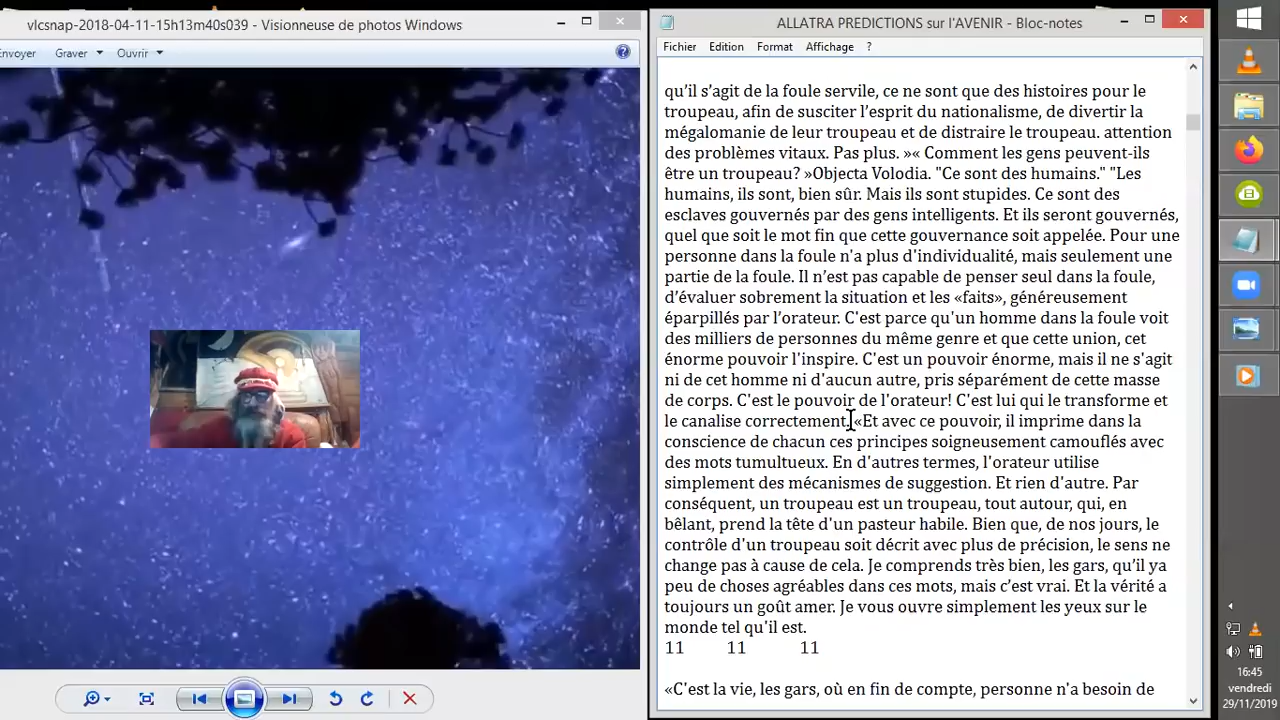 vlcsnap-2018-04-11-15h13m40s039 - Visionneuse de photos Windows
Envoyer Graver Ouvrir
ALLATRA PREDICTIONS sur l'AVENIR - Bloc-notes
Fichier Edition Format Affichage ?
qu’il s’agit de la foule servile, ce ne sont que des histoires pour le
troupeau, afin de susciter l’esprit du nationalisme, de divertir la
mégalomanie de leur troupeau et de distraire le troupeau. attention
des problèmes vitaux. Pas plus. »« Comment les gens peuvent-ils
être un troupeau? »Objecta Volodia. "Ce sont des humains." "Les
humains, ils sont, bien sûr. Mais ils sont stupides. Ce sont des
esclaves gouvernés par des gens intelligents. Et ils seront gouvernés,
quel que soit le mot fin que cette gouvernance soit appelée. Pour une
personne dans la foule n'a plus d'individualité, mais seulement une
partie de la foule. Il n’est pas capable de penser seul dans la foule,
d’évaluer sobrement la situation et les «faits», généreusement
éparpillés par l’orateur. C'est parce qu'un homme dans la foule voit
des milliers de personnes du même genre et que cette union, cet
énorme pouvoir l'inspire. C'est un pouvoir énorme, mais il ne s'agit
ni de cet homme ni d'aucun autre, pris séparément de cette masse
de corps. C'est le pouvoir de l'orateur! C'est lui qui le transforme et
le canalise correctement. «Et avec ce pouvoir, il imprime dans la
conscience de chacun ces principes soigneusement camouflés avec
des mots tumultueux. En d'autres termes, l'orateur utilise
simplement des mécanismes de suggestion. Et rien d'autre. Par
conséquent, un troupeau est un troupeau, tout autour, qui, en
bêlant, prend la tête d'un pasteur habile. Bien que, de nos jours, le
contrôle d'un troupeau soit décrit avec plus de précision, le sens ne
change pas à cause de cela. Je comprends très bien, les gars, qu’il ya
peu de choses agréables dans ces mots, mais c’est vrai. Et la vérité a
toujours un goût amer. Je vous ouvre simplement les yeux sur le
monde tel qu'il est.
11 11 11
«C'est la vie, les gars, où en fin de compte, personne n'a besoin de
16:45
vendredi
29/11/2019